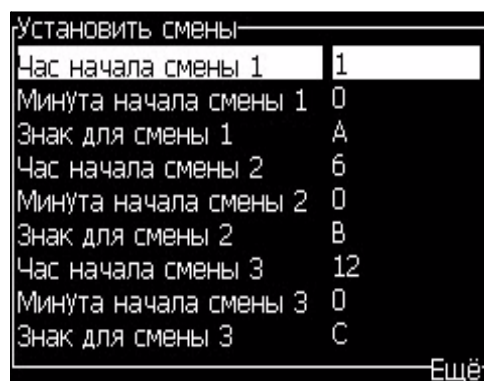 Установить смены
Час начала смены 1 1
Минута начала смены 1 0
Знак для смены 1 A
Час начала смены 2 6
Минута начала смены 2 0
Знак для смены 2 B
Час начала смены 3 12
Минута начала смены 3 0
Знак для смены 3 C
Ещё